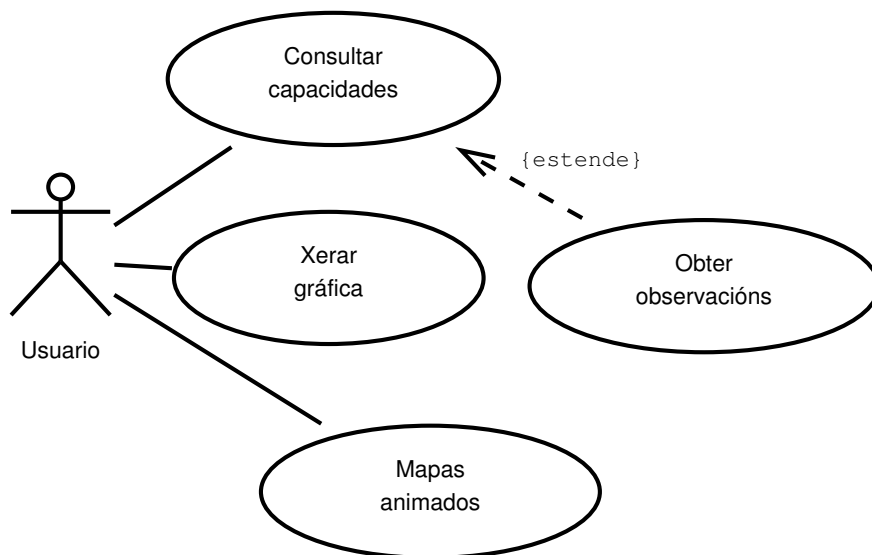 Consultar
capacidades
{estende}
Xerar
gráfica
Obter
observacións
Usuario
Mapas
animados